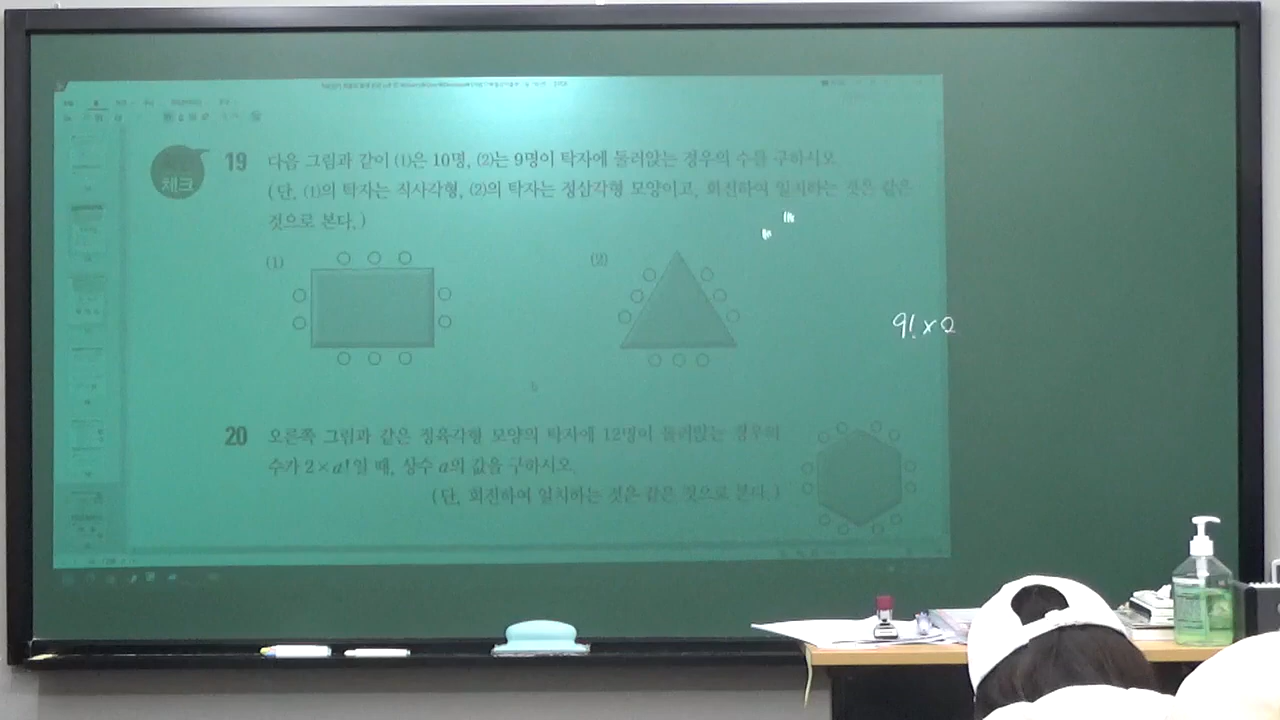 체크
19 다음 그림과 같이 (1)은 10명, (2)는 9명이 탁자에 둘러앉는 경우의 수를 구하시오.
(단, (1)의 탁자는 직사각형, (2)의 탁자는 정삼각형 모양이고, 회전하여 일치하는 것은 같은
것으로 본다.)
(1)
(2)
9! ×
20 오른쪽 그림과 같은 정육각형 모양의 탁자에 12명이 둘러앉는 경우의
수가 2×a!일 때, 상수 a의 값을 구하시오.
(단, 회전하여 일치하는 것은 같은 것으로 본다.)